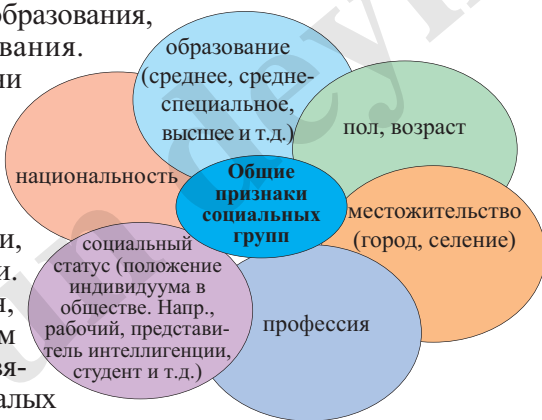 образования,
вания.
ни
и,
и.
я,
м
вя-
алых
образование
(среднее, средне-
специальное,
высшее и т.д.)
пол, возраст
национальность
Общие
признаки
социальных
групп
местожительство
(город, селение)
социальный
статус (положение
индивидуума в
обществе. Напр.,
рабочий, представи-
тель интеллигенции,
студент и т.д.)
профессия